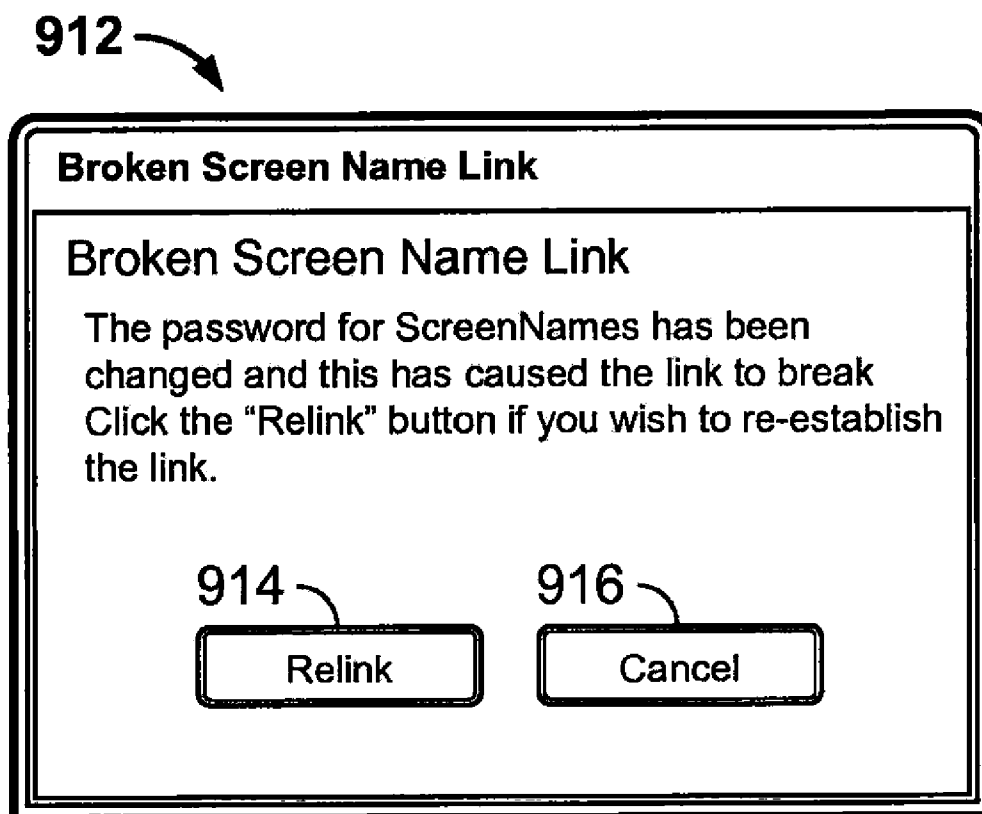 912
Broken Screen Name Link
Broken Screen Name Link
The password for ScreenNames has been
changed and this has caused the link to break
Click the “Relink” button if you wish to re-establish
the link.
914 916
Relink Cancel